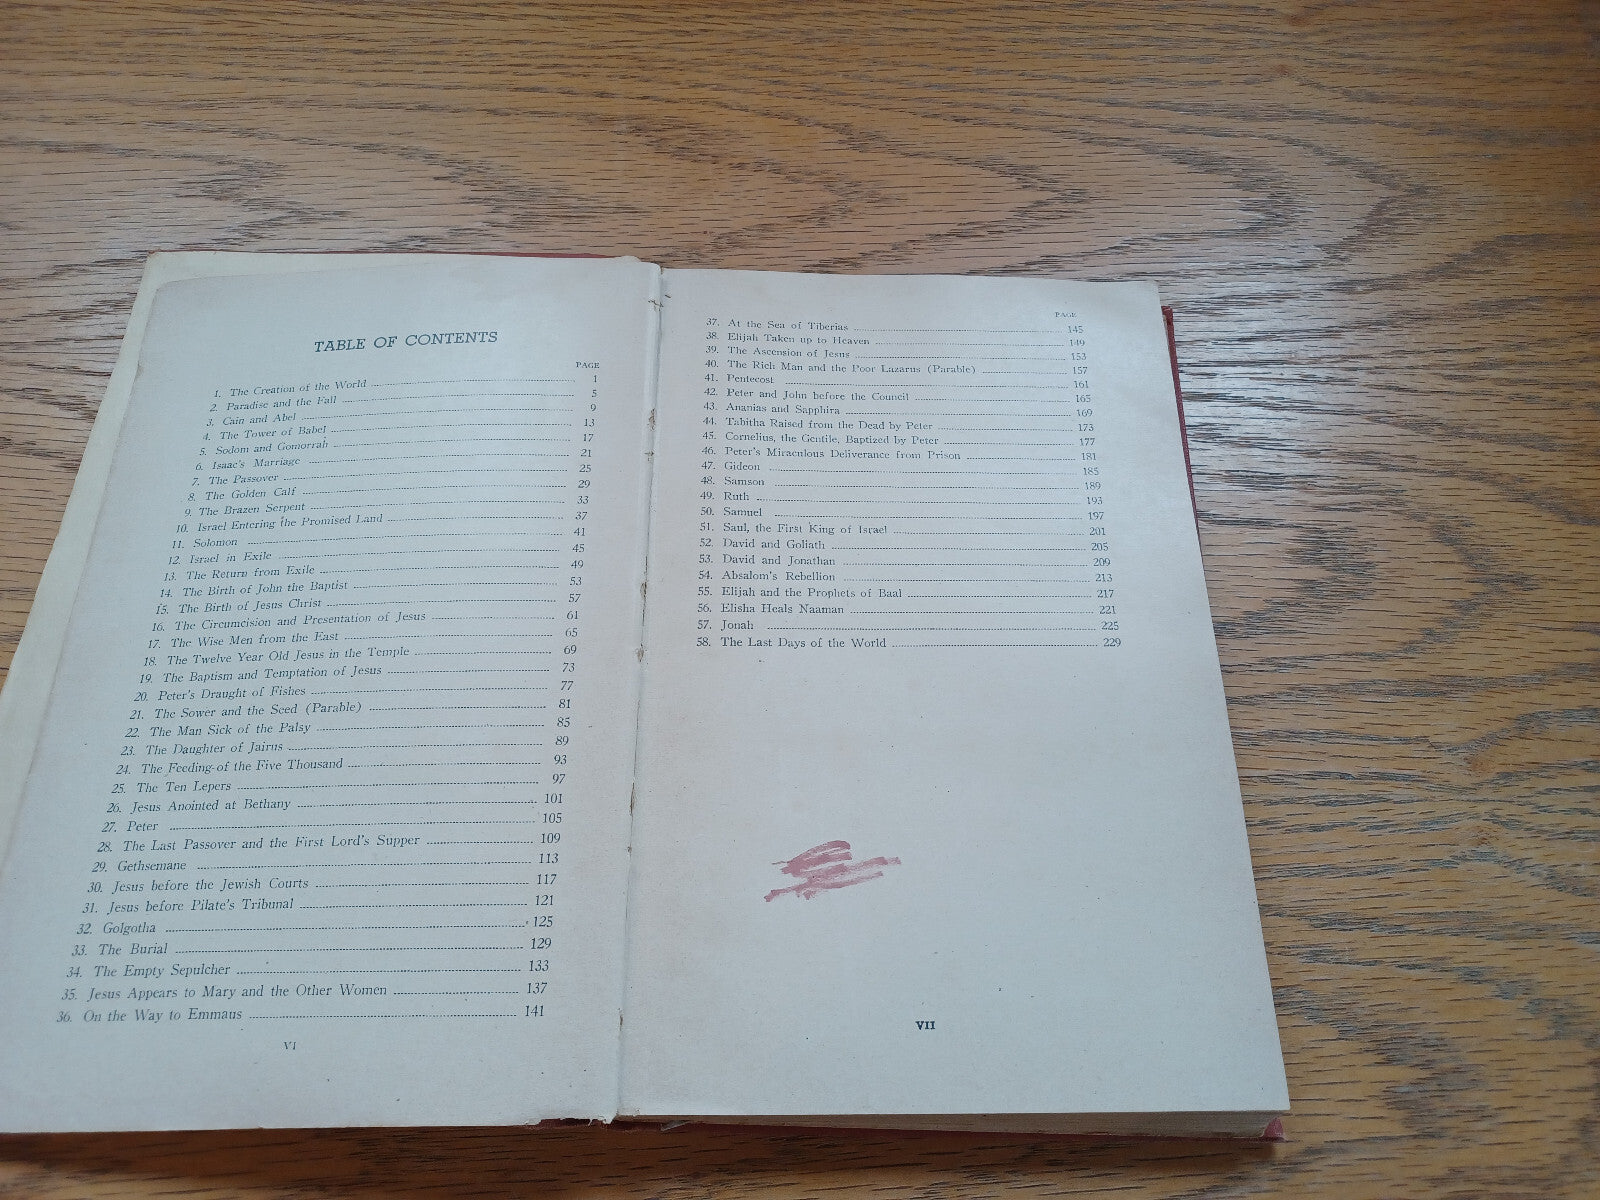 TABLE OF CONTENTS
PAGE
1. The Creation of the World 1
2. Paradise and the Fall 5
3. Cain and Abel 9
4. The Tower of Babel 13
5. Sodom and Gomorrah 17
6. Isaac's Marriage 21
7. The Passover 25
8. The Golden Calf 29
9. The Brazen Serpent 33
10. Israel Entering the Promised Land 37
11. Solomon 41
12. Israel in Exile 45
13. The Return from Exile 49
14. The Birth of John the Baptist 53
15. The Birth of Jesus Christ 57
16. The Circumcision and Presentation of Jesus 61
17. The Wise Men from the East 65
18. The Twelve Year Old Jesus in the Temple 69
19. The Baptism and Temptation of Jesus 73
20. Peter's Draught of Fishes 77
21. The Sower and the Seed (Parable) 81
22. The Man Sick of the Palsy 85
23. The Daughter of Jairus 89
24. The Feeding of the Five Thousand 93
25. The Ten Lepers 97
26. Jesus Anointed at Bethany 101
27. Peter 105
28. The Last Passover and the First Lord's Supper 109
29. Gethsemane 113
30. Jesus before the Jewish Courts 117
31. Jesus before Pilate's Tribunal 121
32. Golgotha 125
33. The Burial 129
34. The Empty Sepulcher 133
35. Jesus Appears to Mary and the Other Women 137
36. On the Way to Emmaus 141
VI
PAGE
37. At the Sea of Tiberias 145
38. Elijah Taken up to Heaven 149
39. The Ascension of Jesus 153
40. The Rich Man and the Poor Lazarus (Parable) 157
41. Pentecost 161
42. Peter and John before the Council 165
43. Ananias and Sapphira 169
44. Tabitha Raised from the Dead by Peter 173
45. Cornelius, the Gentile, Baptized by Peter 177
46. Peter's Miraculous Deliverance from Prison 181
47. Gideon 185
48. Samson 189
49. Ruth 193
50. Samuel 197
51. Saul, the First King of Israel 201
52. David and Goliath 205
53. David and Jonathan 209
54. Absalom's Rebellion 213
55. Elijah and the Prophets of Baal 217
56. Elisha Heals Naaman 221
57. Jonah 225
58. The Last Days of the World 229
VII